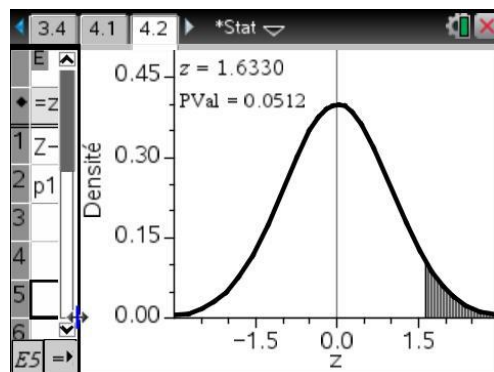 3.4 4.1 4.2 *Stat
E
=z
1 Z-
2 p1
3
4
5
6
E5 =
z = 1.6330
PVal = 0.0512
Densité
0.45
0.30
0.15
0.00
-1.5 0.0 1.5
z